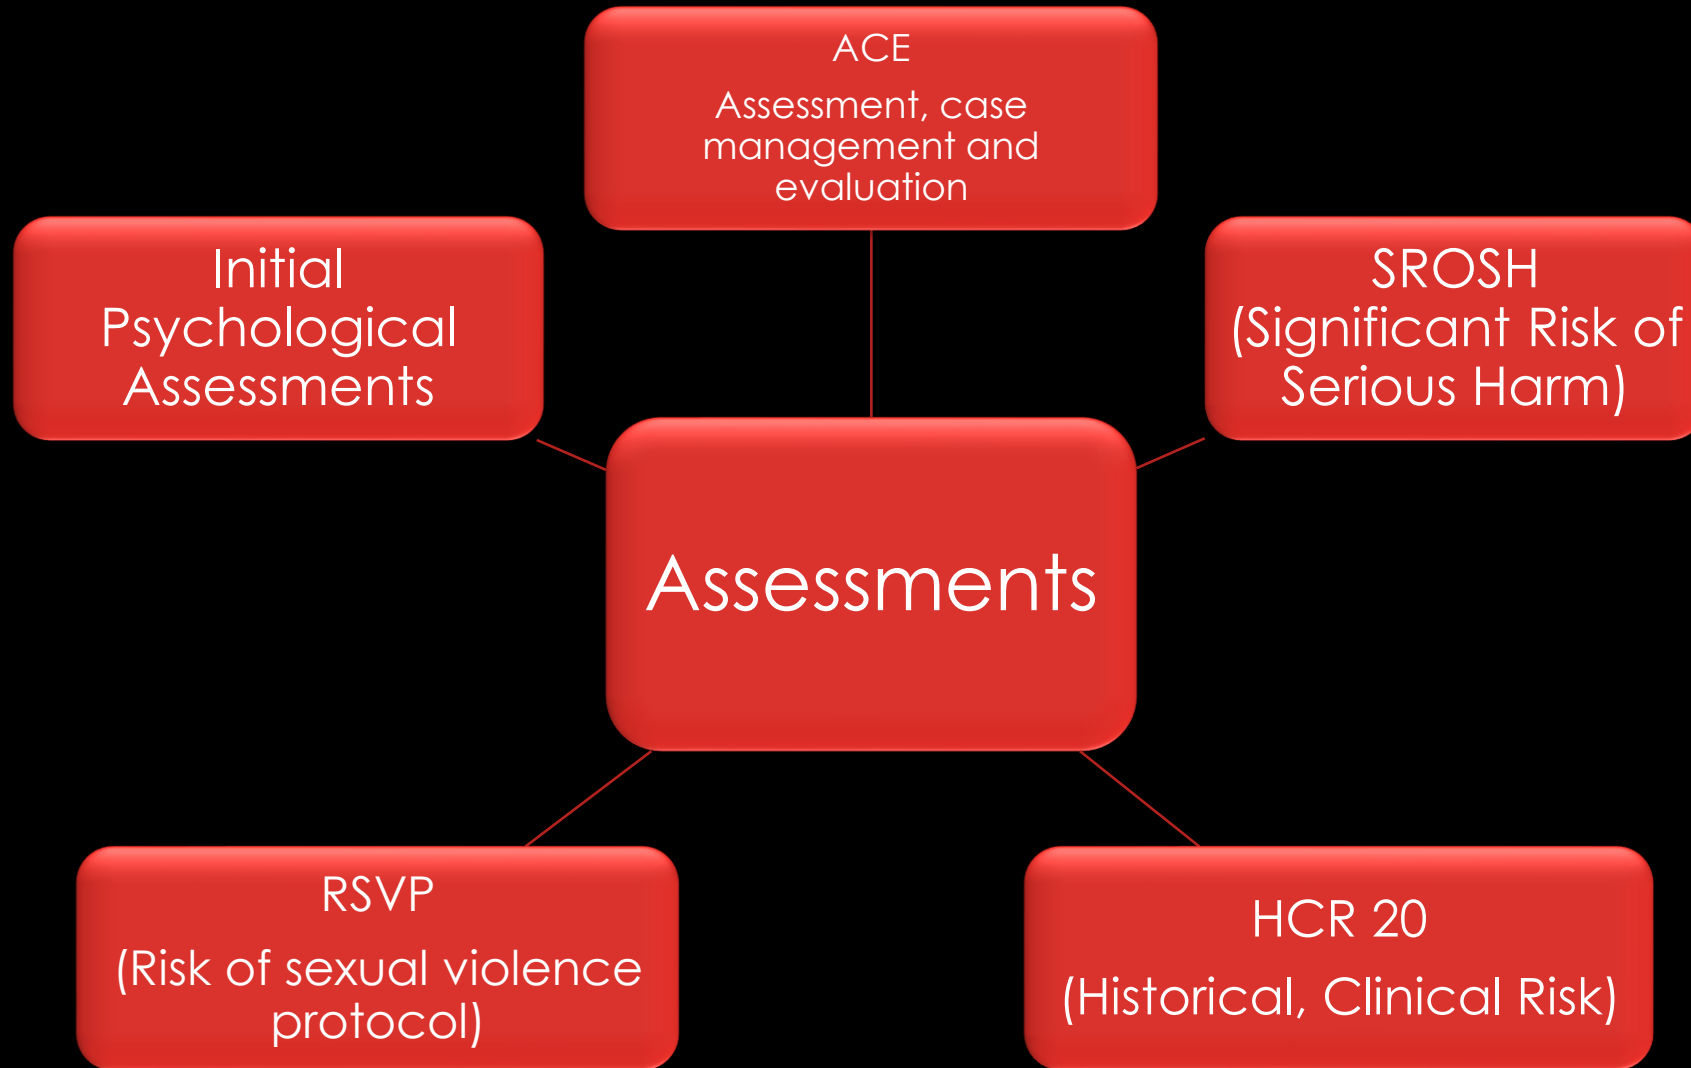 ACE
Assessment, case
management and
evaluation
Initial
Psychological
Assessments
SROSH
(Significant Risk of
Serious Harm)
Assessments
RSVP
(Risk of sexual violence
protocol)
HCR 20
(Historical, Clinical Risk)